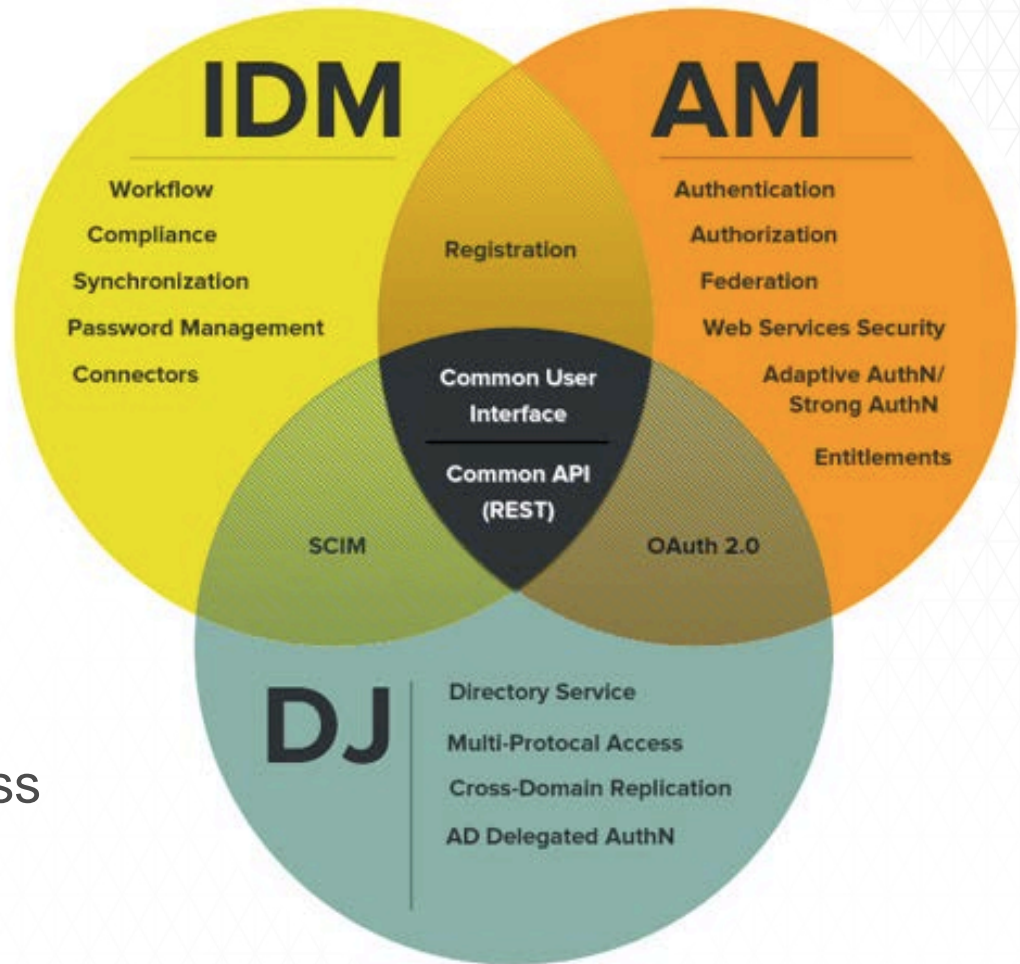 IDM
Workflow
Compliance
Synchronization
Password Management
Connectors
AM
Authentication
Authorization
Federation
Web Services Security
Adaptive AuthN/
Strong AuthN
Entitlements
Registration
Common User
Interface
Common API
(REST)
SCIM
OAuth 2.0
DJ
Directory Service
Multi-Protocal Access
Cross-Domain Replication
AD Delegated AuthN
ss